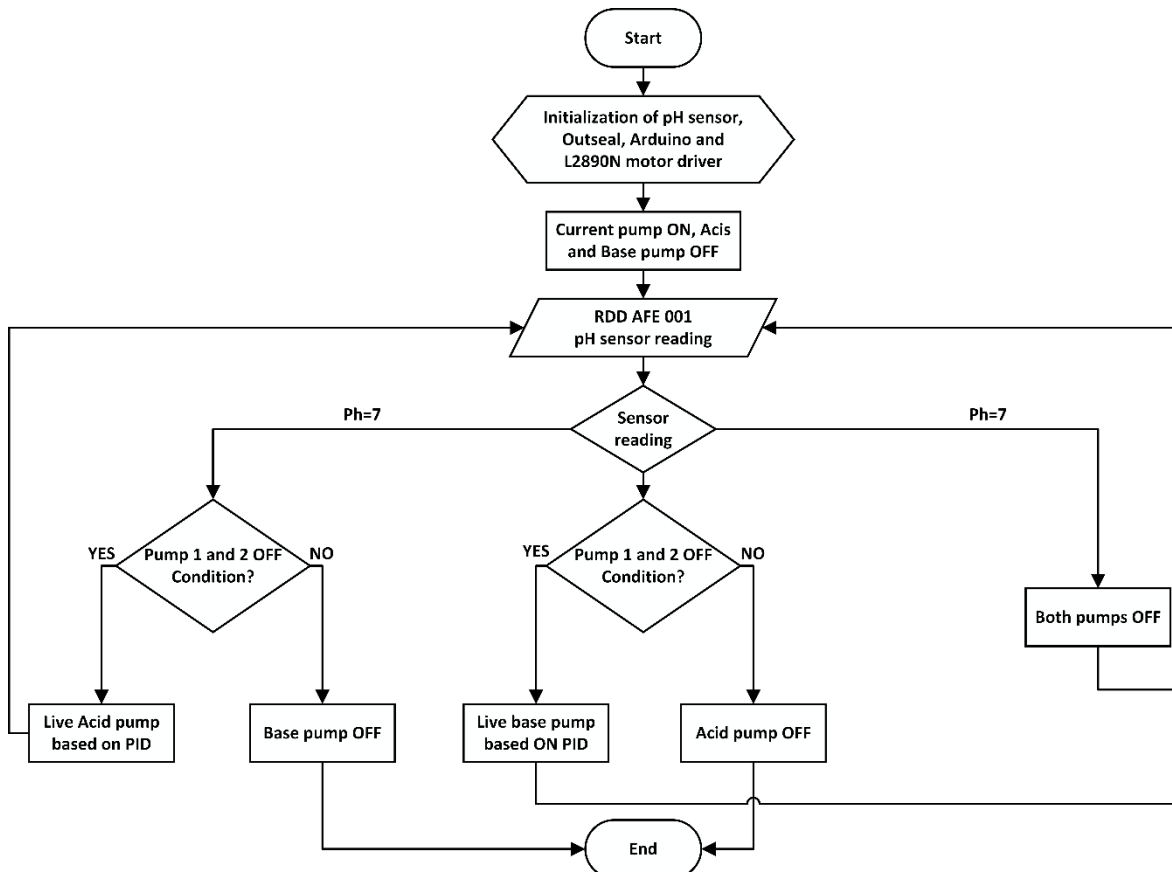 Start
Initialization of pH sensor,
Outseal, Arduino and
L2890N motor driver
Current pump ON, Acis
and Base pump OFF
RDD AFE 001
pH sensor reading
Ph=7
Sensor
reading
Ph=7
YES
Pump 1 and 2 OFF
Condition?
NO
YES
Pump 1 and 2 OFF
Condition?
NO
Both pumps OFF
Live Acid pump
based on PID
Base pump OFF
Live base pump
based ON PID
Acid pump OFF
End